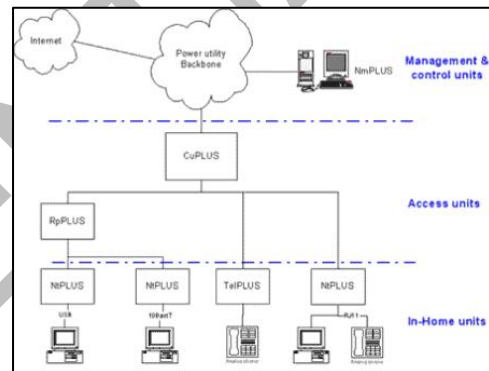 Internet
Power utility
Backbone
NmPLUS
Management &
control units
CuPLUS
RpPLUS
Access units
NtPLUS
NtPLUS
TelPLUS
NtPLUS
USB
10BaseT
RJ11
In-Home units